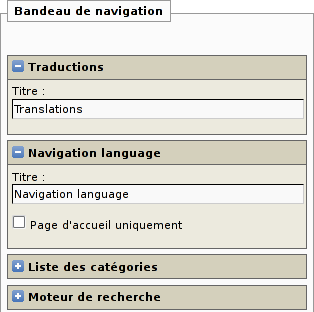 Bandeau de navigation
Traductions
Titre :
Translations
Navigation language
Titre :
Navigation language
Page d'accueil uniquement
Liste des catégories
Moteur de recherche